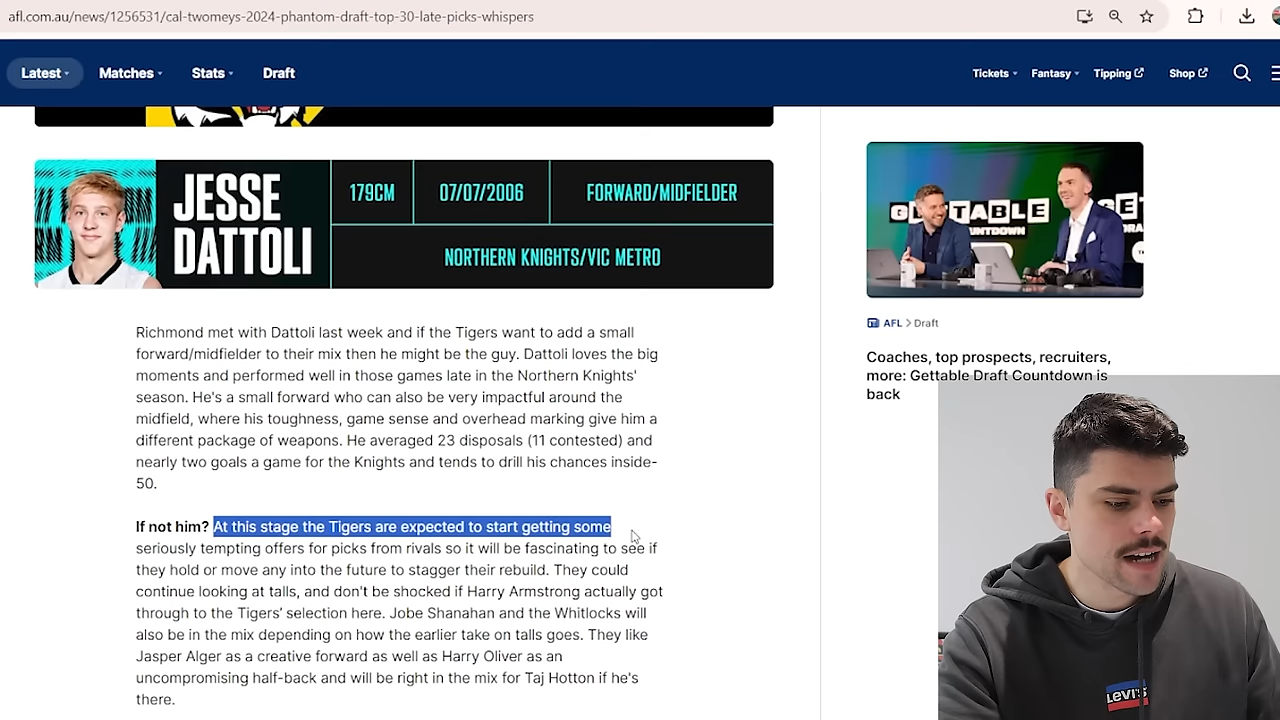 afl.com.au/news/1256531/cal-twomeys-2024-phantom-draft-top-30-late-picks-whispers
Latest Matches Stats Draft Tickets Fantasy Tipping Shop
JESSE
DATTOLI
179CM 07/07/2006 FORWARD/MIDFIELDER
NORTHERN KNIGHTS/VIC METRO
Richmond met with Dattoli last week and if the Tigers want to add a small
forward/midfielder to their mix then he might be the guy. Dattoli loves the big
moments and performed well in those games late in the Northern Knights'
season. He's a small forward who can also be very impactful around the
midfield, where his toughness, game sense and overhead marking give him a
different package of weapons. He averaged 23 disposals (11 contested) and
nearly two goals a game for the Knights and tends to drill his chances inside-
50.
If not him? At this stage the Tigers are expected to start getting some
seriously tempting offers for picks from rivals so it will be fascinating to see if
they hold or move any into the future to stagger their rebuild. They could
continue looking at talls, and don't be shocked if Harry Armstrong actually got
through to the Tigers’ selection here. Jobe Shanahan and the Whitlocks will
also be in the mix depending on how the earlier take on talls goes. They like
Jasper Alger as a creative forward as well as Harry Oliver as an
uncompromising half-back and will be right in the mix for Taj Hotton if he's
there.
AFL > Draft
Coaches, top prospects, recruiters,
more: Gettable Draft Countdown is
back
LEVI'S